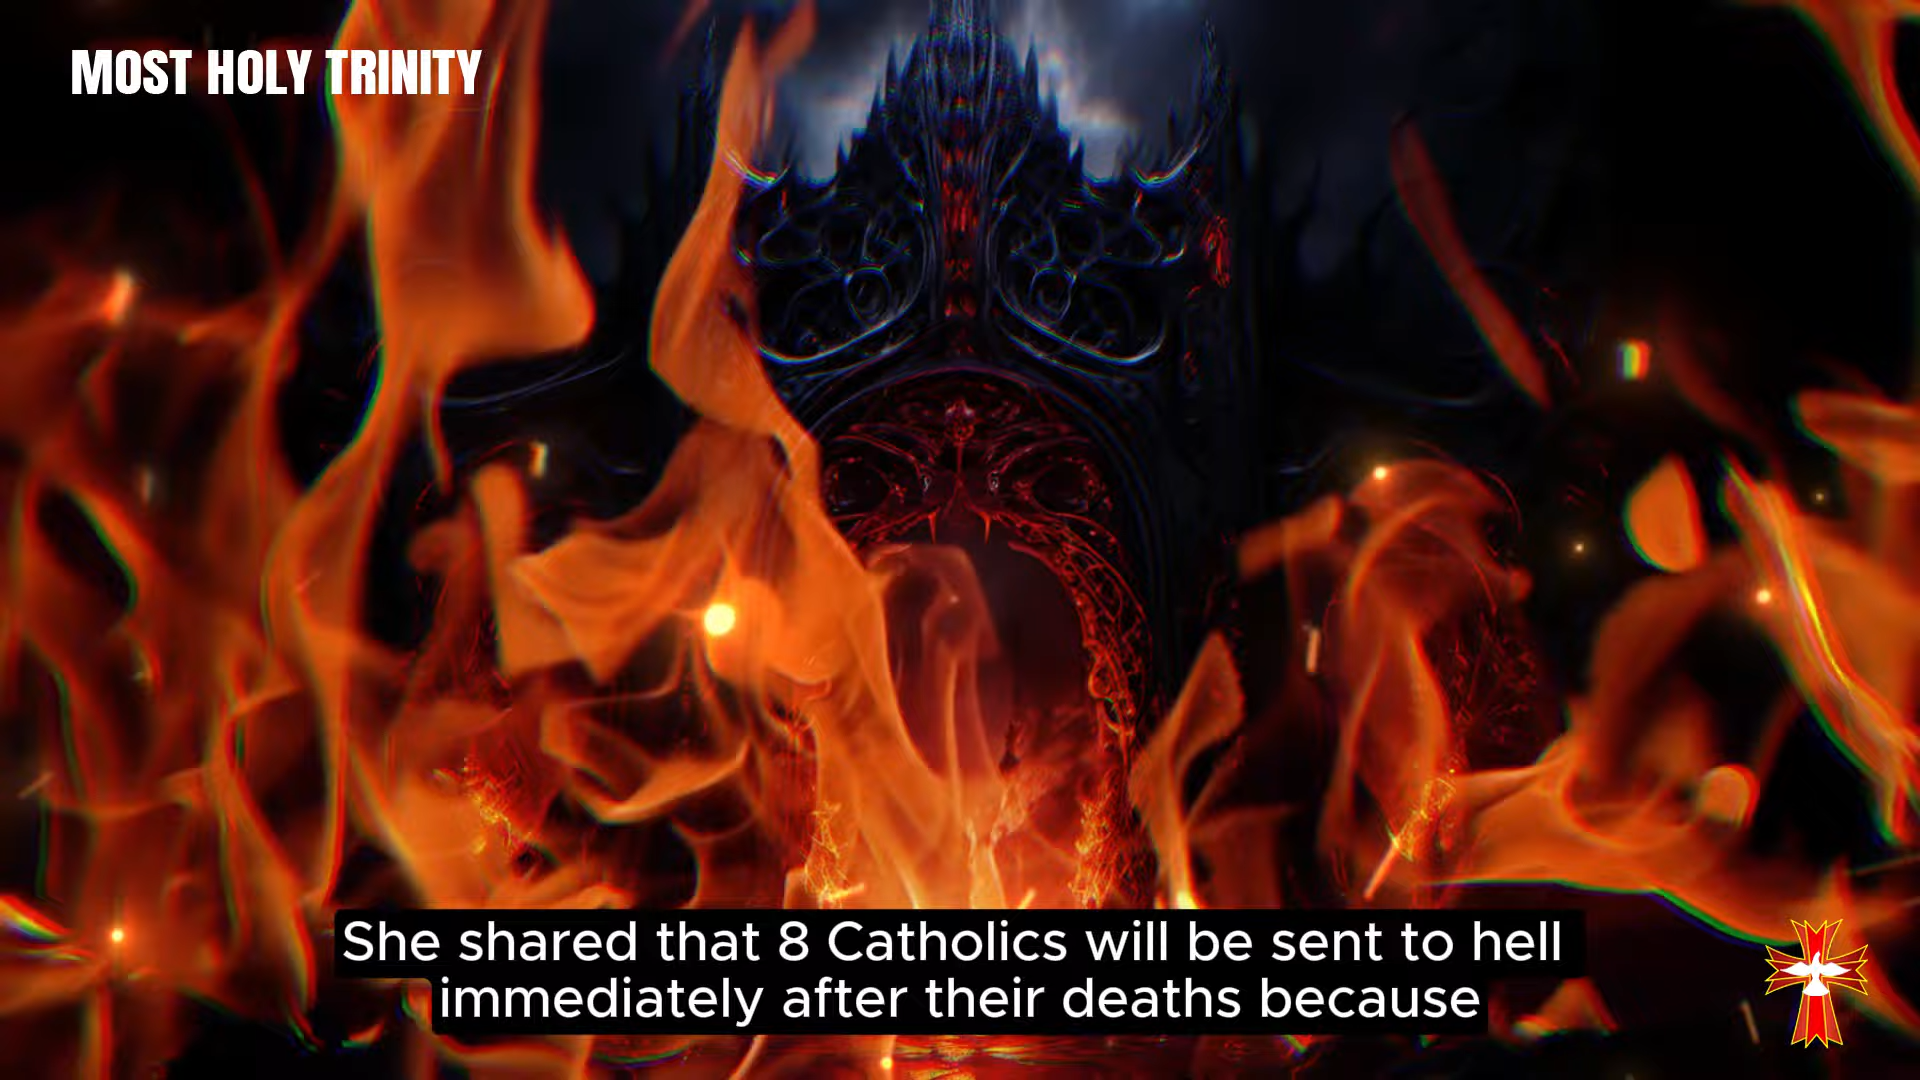 MOST HOLY TRINITY
She shared that 8 Catholics will be sent to hell
immediately after their deaths because